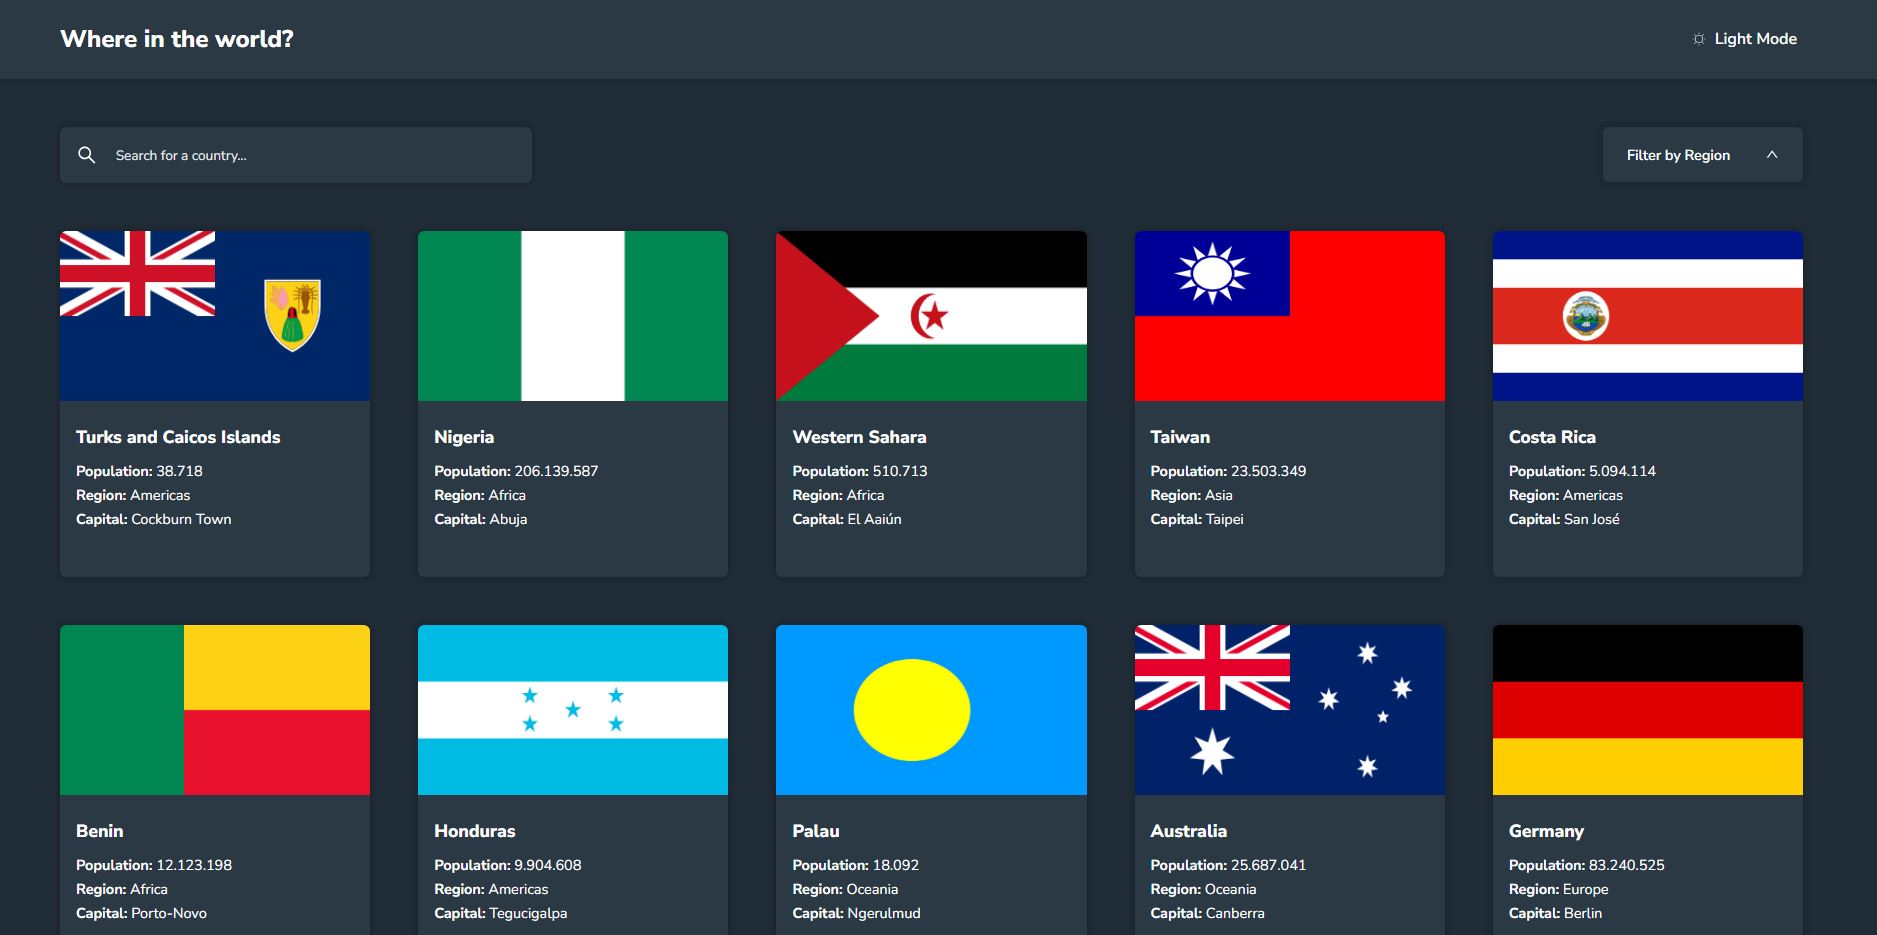 Where in the world?
Light Mode
Search for a country...
Filter by Region
Turks and Caicos Islands
Population: 38.718
Region: Americas
Capital: Cockburn Town
Nigeria
Population: 206.139.587
Region: Africa
Capital: Abuja
Western Sahara
Population: 510.713
Region: Africa
Capital: El Aaiún
Taiwan
Population: 23.503.349
Region: Asia
Capital: Taipei
Costa Rica
Population: 5.094.114
Region: Americas
Capital: San José
Benin
Population: 12.123.198
Region: Africa
Capital: Porto-Novo
Honduras
Population: 9.904.608
Region: Americas
Capital: Tegucigalpa
Palau
Population: 18.092
Region: Oceania
Capital: Ngerulmud
Australia
Population: 25.687.041
Region: Oceania
Capital: Canberra
Germany
Population: 83.240.525
Region: Europe
Capital: Berlin